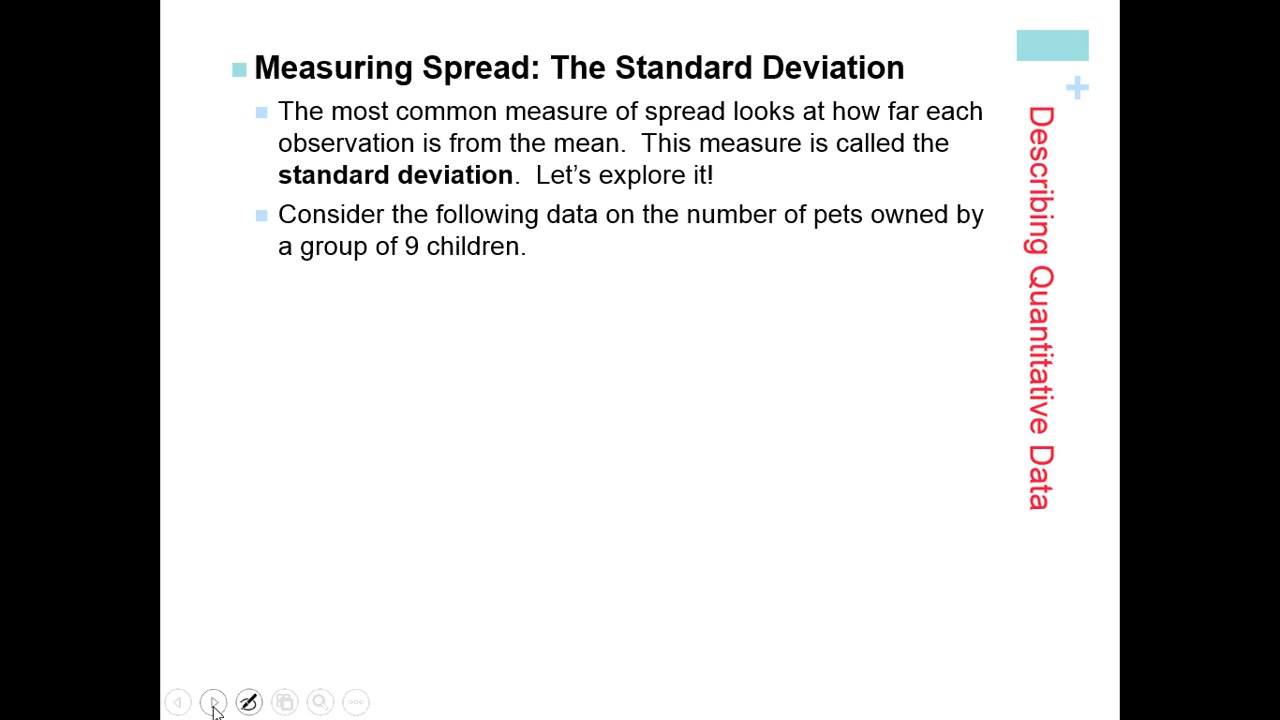 Measuring Spread: The Standard Deviation
The most common measure of spread looks at how far each
observation is from the mean.  This measure is called the
standard deviation.  Let’s explore it!
Consider the following data on the number of pets owned by
a group of 9 children.
+
Describing Quantitative Data